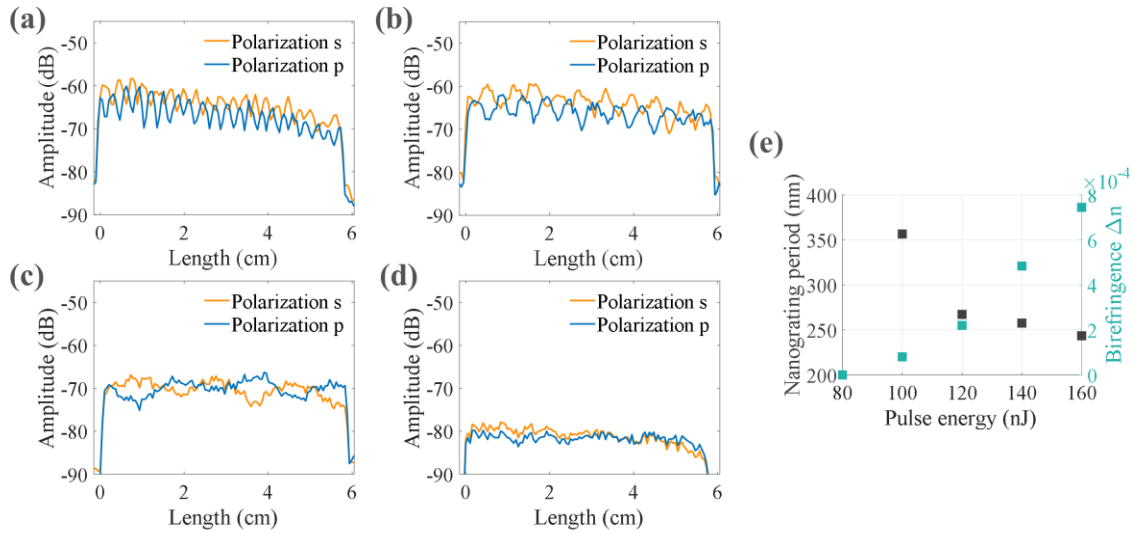 (a)
-50
-60
-70
-80
-90
Amplitude (dB)
Polarization s
Polarization p
0 2 4 6
Length (cm)
(b)
-50
-60
-70
-80
-90
Amplitude (dB)
Polarization s
Polarization p
0 2 4 6
Length (cm)
(c)
-50
-60
-70
-80
-90
Amplitude (dB)
Polarization s
Polarization p
0 2 4 6
Length (cm)
(d)
-50
-60
-70
-80
-90
Amplitude (dB)
Polarization s
Polarization p
0 2 4 6
Length (cm)
(e)
400
350
300
250
200
Nanograting period (nm)
×10-4
8
6
4
2
0
Birefringence Δn
80 100 120 140 160
Pulse energy (nJ)